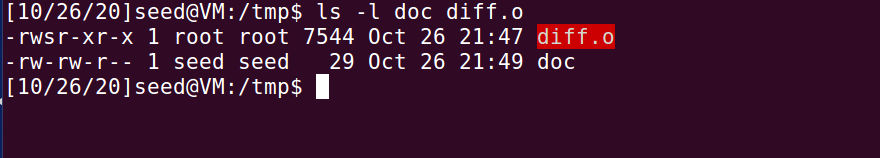 [10/26/20]seed@VM:/tmp$ ls -l doc diff.o
-rwsr-xr-x 1 root root 7544 Oct 26 21:47 diff.o
-rw-rw-r-- 1 seed seed   29 Oct 26 21:49 doc
[10/26/20]seed@VM:/tmp$